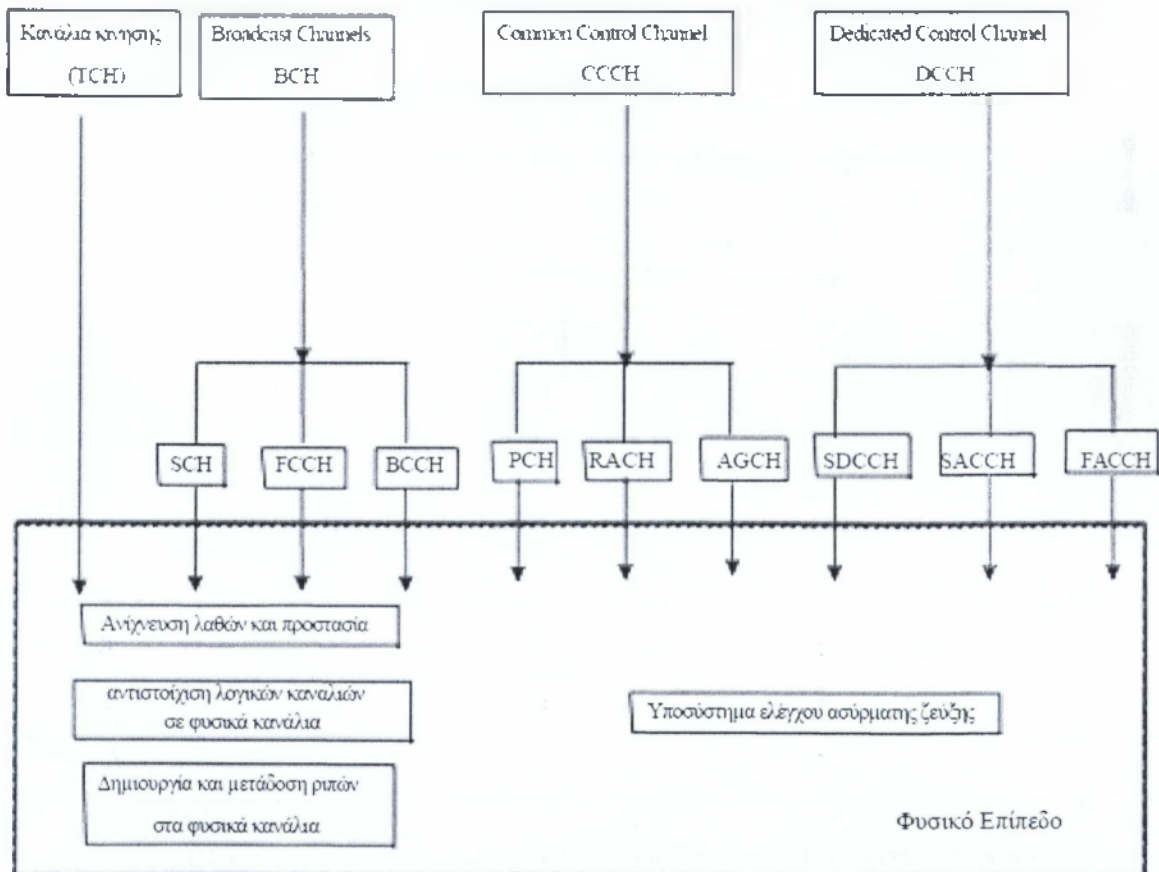 Κανάλια κίνησης
(TCH)
Broadcast Channels
BCH
Common Control Channel
CCCH
Dedicated Control Channel
DCCH
SCH
FCCH
BCCH
PCH
RACH
AGCH
SDCCH
SACCH
FACCH
Ανίχνευση λαθών και προστασία
αντιστοίχιση λογικών καναλιών
σε φυσικά κανάλια
Δημιουργία και μετάδοση ριπών
στα φυσικά κανάλια
Υποσύστημα ελέγχου ασύρματης ζεύξης
Φυσικό Επίπεδο